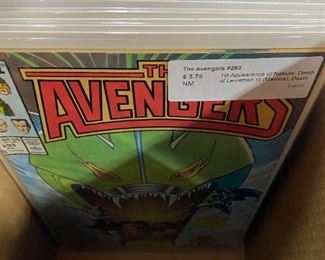 The Avengers #293
$ 3.75 1st Appearance of Nebula; Death
NM of Leviathan III (Marrina); Death
THE
AVENGERS